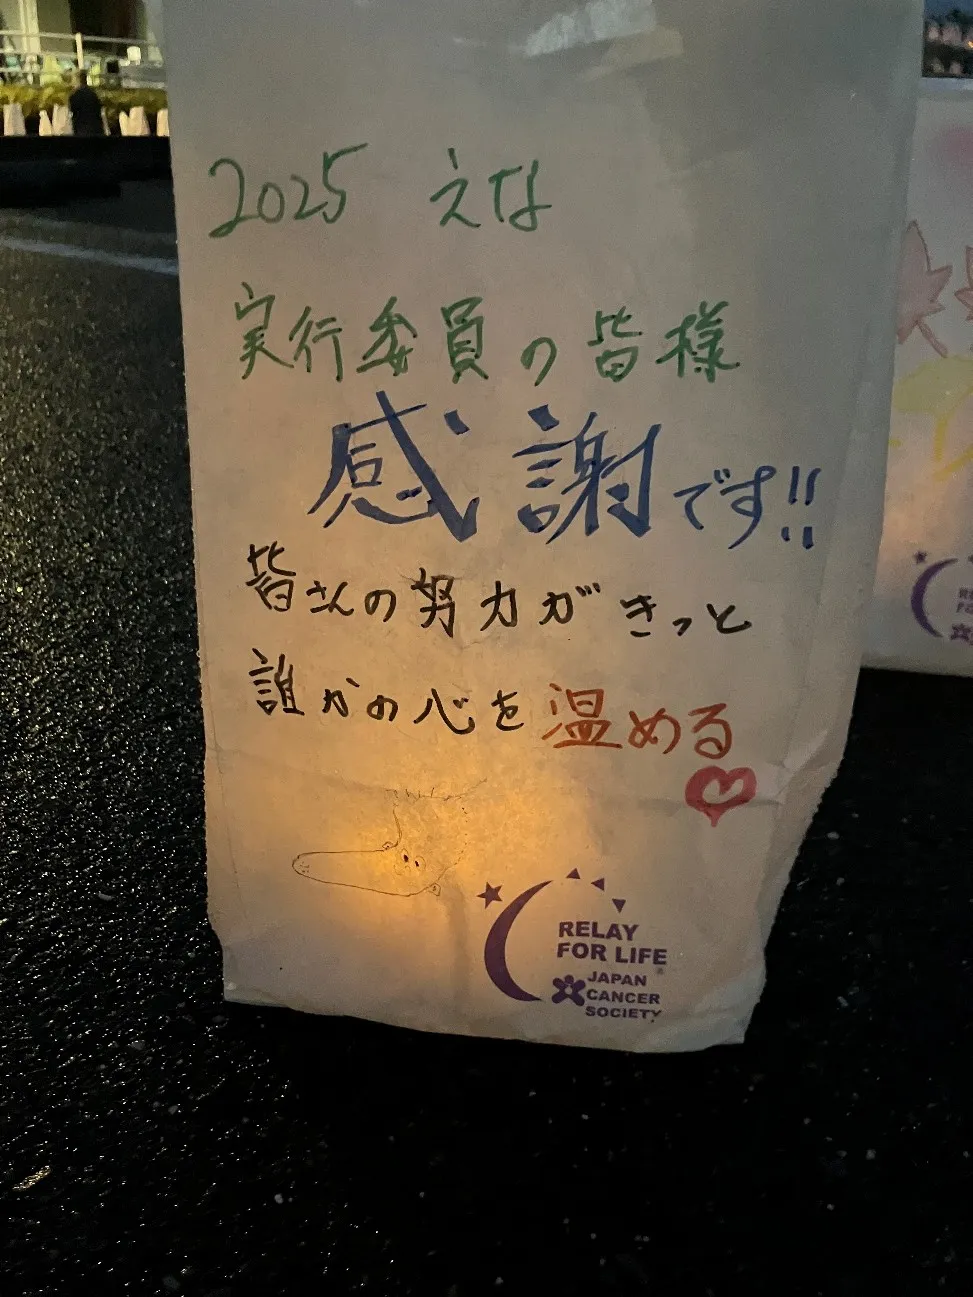 2025 えな
実行委員の皆様
感謝です!!
皆さんの努力がきっと
誰かの心を温める
RELAY
FOR LIFE
®
JAPAN
CANCER
SOCIETY